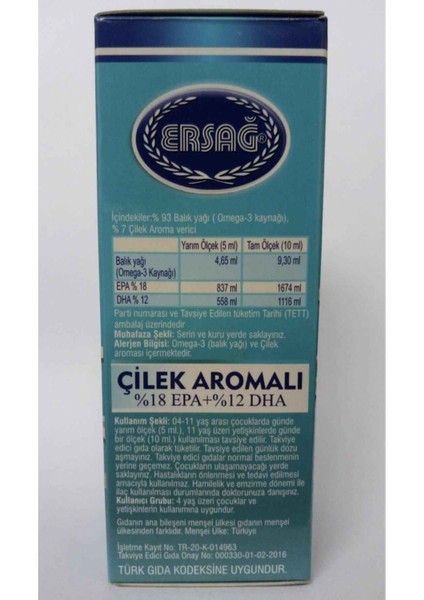 ERSAĞ®
İçindekiler:% 93 Balık yağı ( Omega-3 kaynağı),
% 7 Çilek Aroma verici
Yarım Ölçek (5 ml) Tam Ölçek (10 ml)
Balık yağı (Omega-3 Kaynağı) 4,65 ml 9,30 ml
EPA % 18 837 ml 1674 ml
DHA % 12 558 ml 1116 ml
Parti numarası ve Tavsiye Edilen tüketim Tarihi (TETT)
ambalaj üzerindedir
Muhafaza Şekli: Serin ve kuru yerde saklayınız.
Alerjen Bilgisi: Omega-3 (balık yağı) ve Çilek
aroması içermektedir.
ÇİLEK AROMALI
%18 EPA+%12 DHA
Kullanım Şekli: 04-11 yaş arası çocuklarda günde
yarım ölçek (5 ml.), 11 yaş üzeri yetişkinlerde günde
bir ölçek (10 ml.) kullanılması tavsiye edilir. Takviye
edici gıda olarak tüketilir. Tavsiye edilen günlük dozu
aşmayınız. Takviye edici gıdalar normal beslenmenin
yerine geçemez. Çocukların ulaşamayacağı yerde
saklayınız. Hastalıkların önlenmesi ve tedavi edilmesi
amacıyla kullanılmaz. Hamilelik ve emzirme dönemi ile
ilaç kullanılması durumlarında doktorunuza danışınız.
Kullanıcı Grubu: 4 yaş üzeri çocuklar ve
yetişkinlerin kullanımına uygundur.
Gıdanın ana bileşeni menşei ülkesi gıdanın menşei
ülkesinden farklıdır. Menşei Ülke: Türkiye
İşletme Kayıt No: TR-20-K-014963
Takviye Edici Gıda Onay No: 000330-01-02-2016
TÜRK GIDA KODEKSİNE UYGUNDUR.